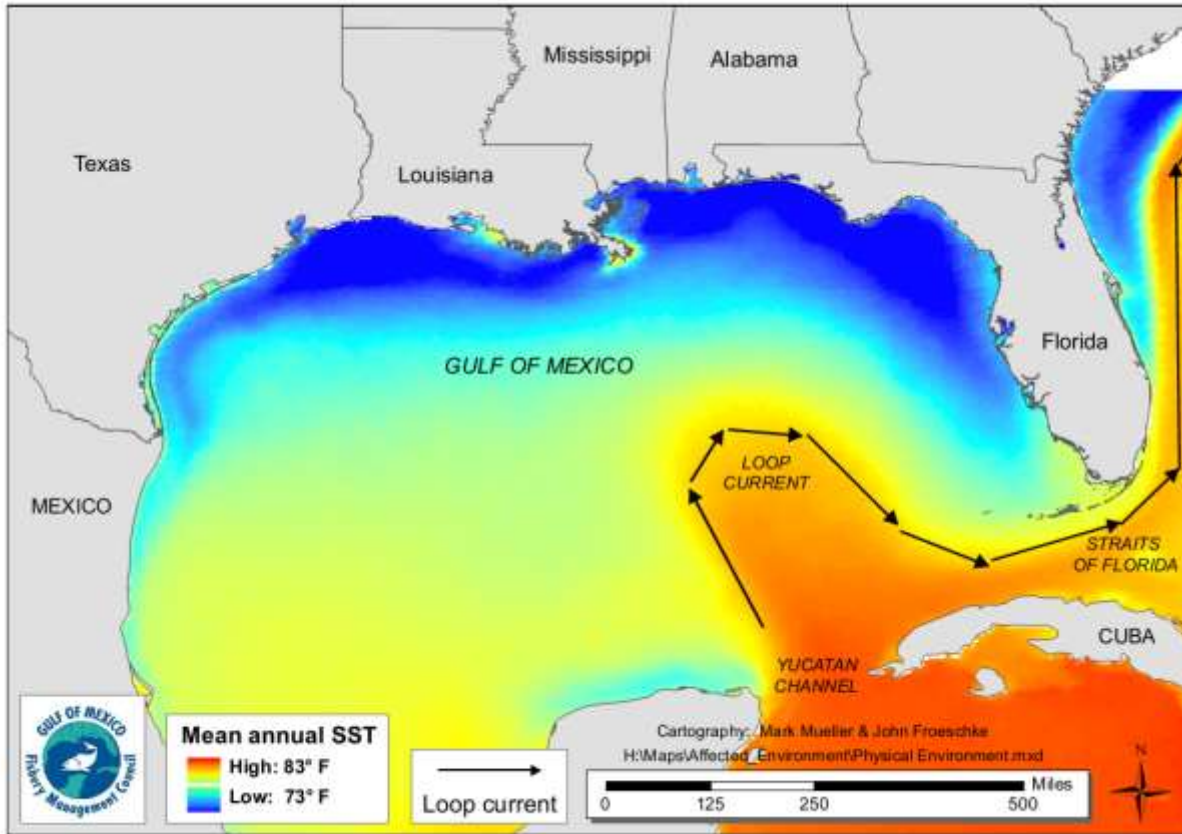 Mississippi
Alabama
Texas
Louisiana
GULF OF MEXICO
Florida
LOOP
CURRENT
MEXICO
STRAITS
OF FLORIDA
CUBA
YUCATAN
CHANNEL
GULF OF MEXICO
Fishery Management Council
Mean annual SST
High: 83° F
Low: 73° F
Loop current
Cartography: Mark Mueller & John Froeschke
H:\Maps\Affected_Environment\Physical Environment.mxd
Miles
0 125 250 500
N